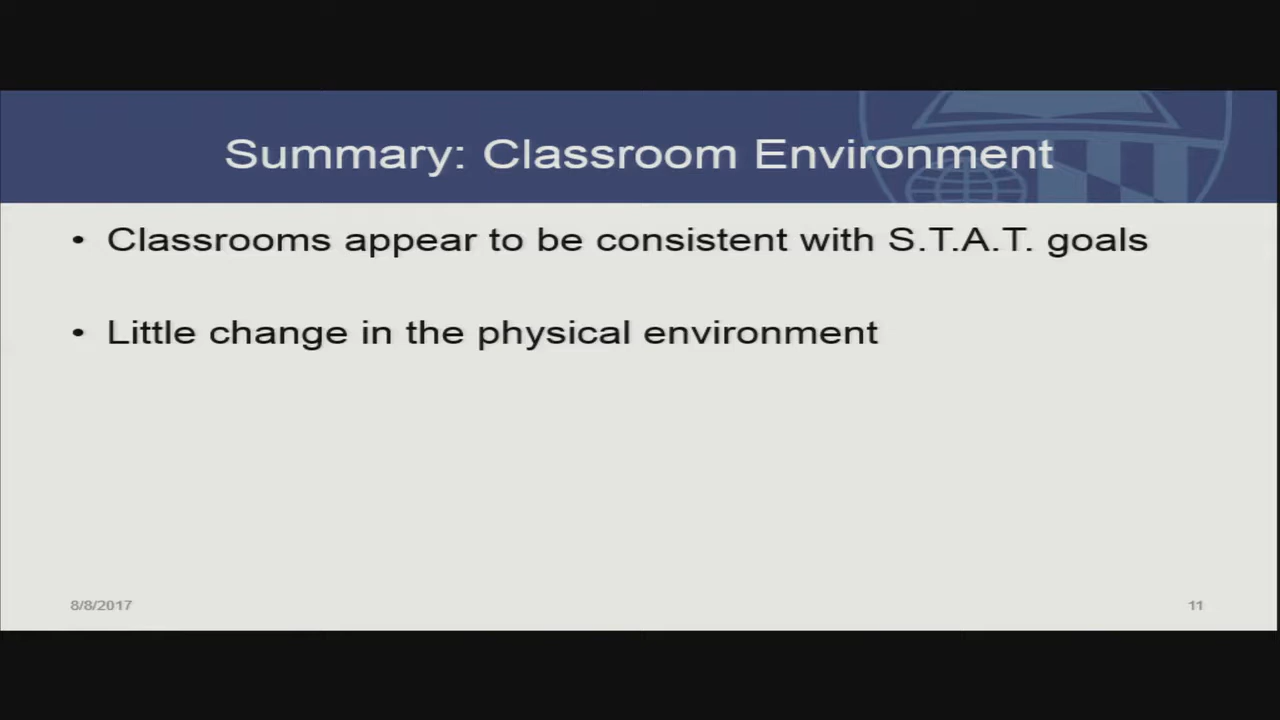 Summary: Classroom Environment
• Classrooms appear to be consistent with S.T.A.T. goals
• Little change in the physical environment
8/8/2017
11